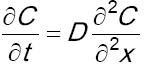 ∂C/∂t = D ∂²C/∂²x